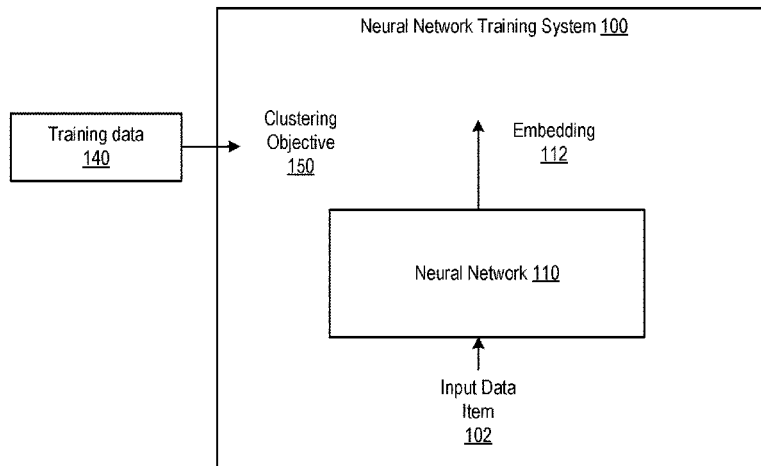 Neural Network Training System 100
Training data
140
Clustering
Objective
150
Embedding
112
Neural Network 110
Input Data
Item
102